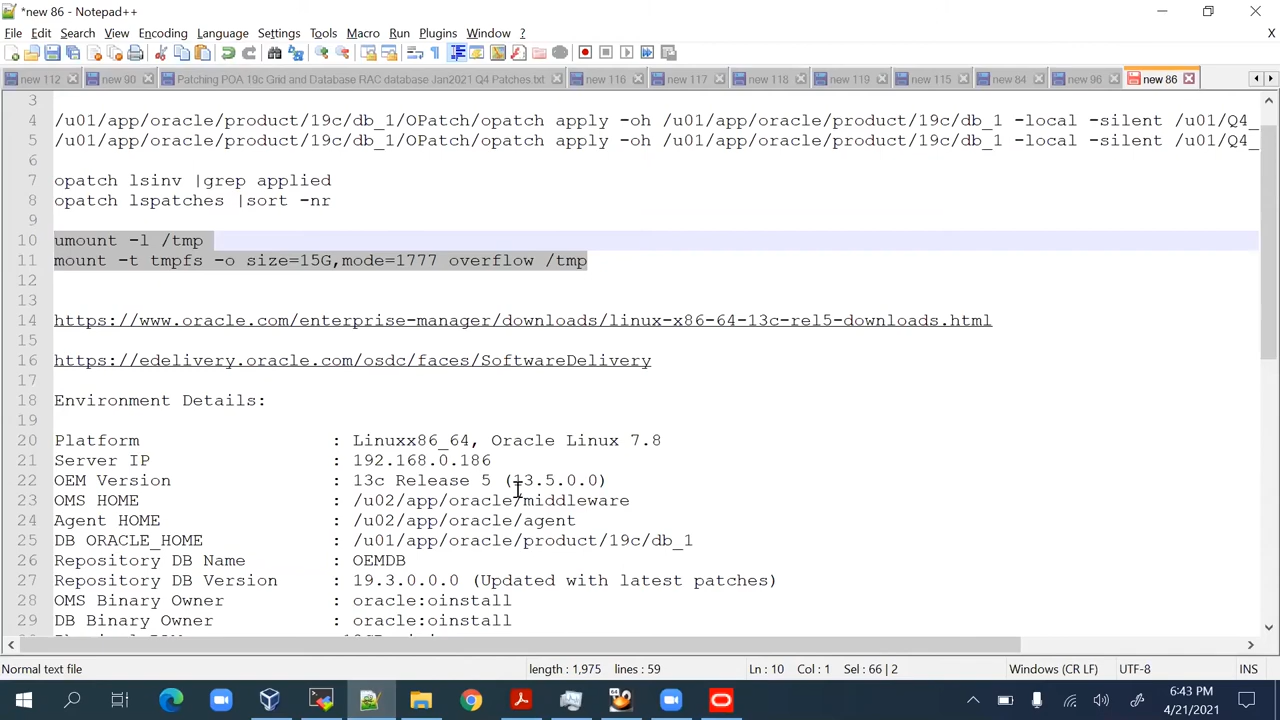 *new 86 - Notepad++
File Edit Search View Encoding Language Settings Tools Macro Run Plugins Window ? X
new 112 new 90 Patching POA 19c Grid and Database RAC database Jan2021 Q4 Patches.txt new 116 new 117 new 118 new 119 new 115 new 84 new 96 new 86
3
4 /u01/app/oracle/product/19c/db_1/OPatch/opatch apply -oh /u01/app/oracle/product/19c/db_1 -local -silent /u01/Q4_
5 /u01/app/oracle/product/19c/db_1/OPatch/opatch apply -oh /u01/app/oracle/product/19c/db_1 -local -silent /u01/Q4_
6
7 opatch lsinv |grep applied
8 opatch lspatches |sort -nr
9
10 umount -l /tmp
11 mount -t tmpfs -o size=15G,mode=1777 overflow /tmp
12
13
14 https://www.oracle.com/enterprise-manager/downloads/linux-x86-64-13c-rel5-downloads.html
15
16 https://edelivery.oracle.com/osdc/faces/SoftwareDelivery
17
18 Environment Details:
19
20 Platform : Linuxx86_64, Oracle Linux 7.8
21 Server IP : 192.168.0.186
22 OEM Version : 13c Release 5 (13.5.0.0)
23 OMS HOME : /u02/app/oracle/middleware
24 Agent HOME : /u02/app/oracle/agent
25 DB ORACLE_HOME : /u01/app/oracle/product/19c/db_1
26 Repository DB Name : OEMDB
27 Repository DB Version : 19.3.0.0.0 (Updated with latest patches)
28 OMS Binary Owner : oracle:oinstall
29 DB Binary Owner : oracle:oinstall
Normal text file length : 1,975 lines : 59 Ln : 10 Col : 1 Sel : 66 | 2 Windows (CR LF) UTF-8 INS
6:43 PM
4/21/2021